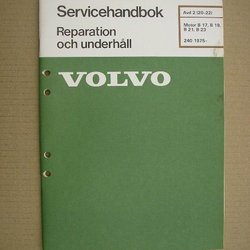 Servicehandbok
Reparation
och underhåll
Avd 2 (20-22)
Motor B 17, B 19,
B 21, B 23
240 1975-
VOLVO